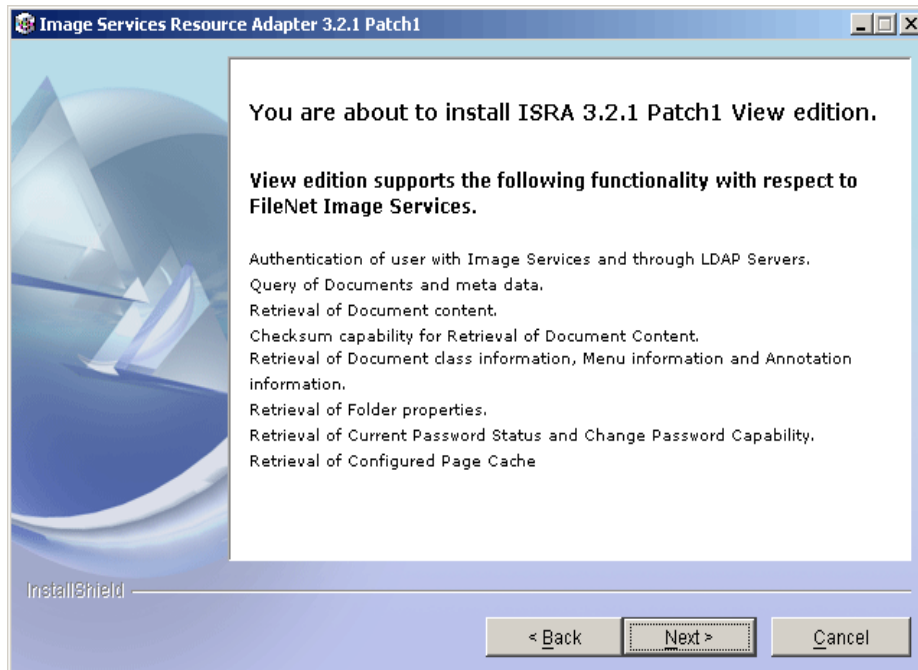 Image Services Resource Adapter 3.2.1 Patch1
You are about to install ISRA 3.2.1 Patch1 View edition.
View edition supports the following functionality with respect to
FileNet Image Services.
Authentication of user with Image Services and through LDAP Servers.
Query of Documents and meta data.
Retrieval of Document content.
Checksum capability for Retrieval of Document Content.
Retrieval of Document class information, Menu information and Annotation
information.
Retrieval of Folder properties.
Retrieval of Current Password Status and Change Password Capability.
Retrieval of Configured Page Cache
InstallShield
< Back
Next >
Cancel